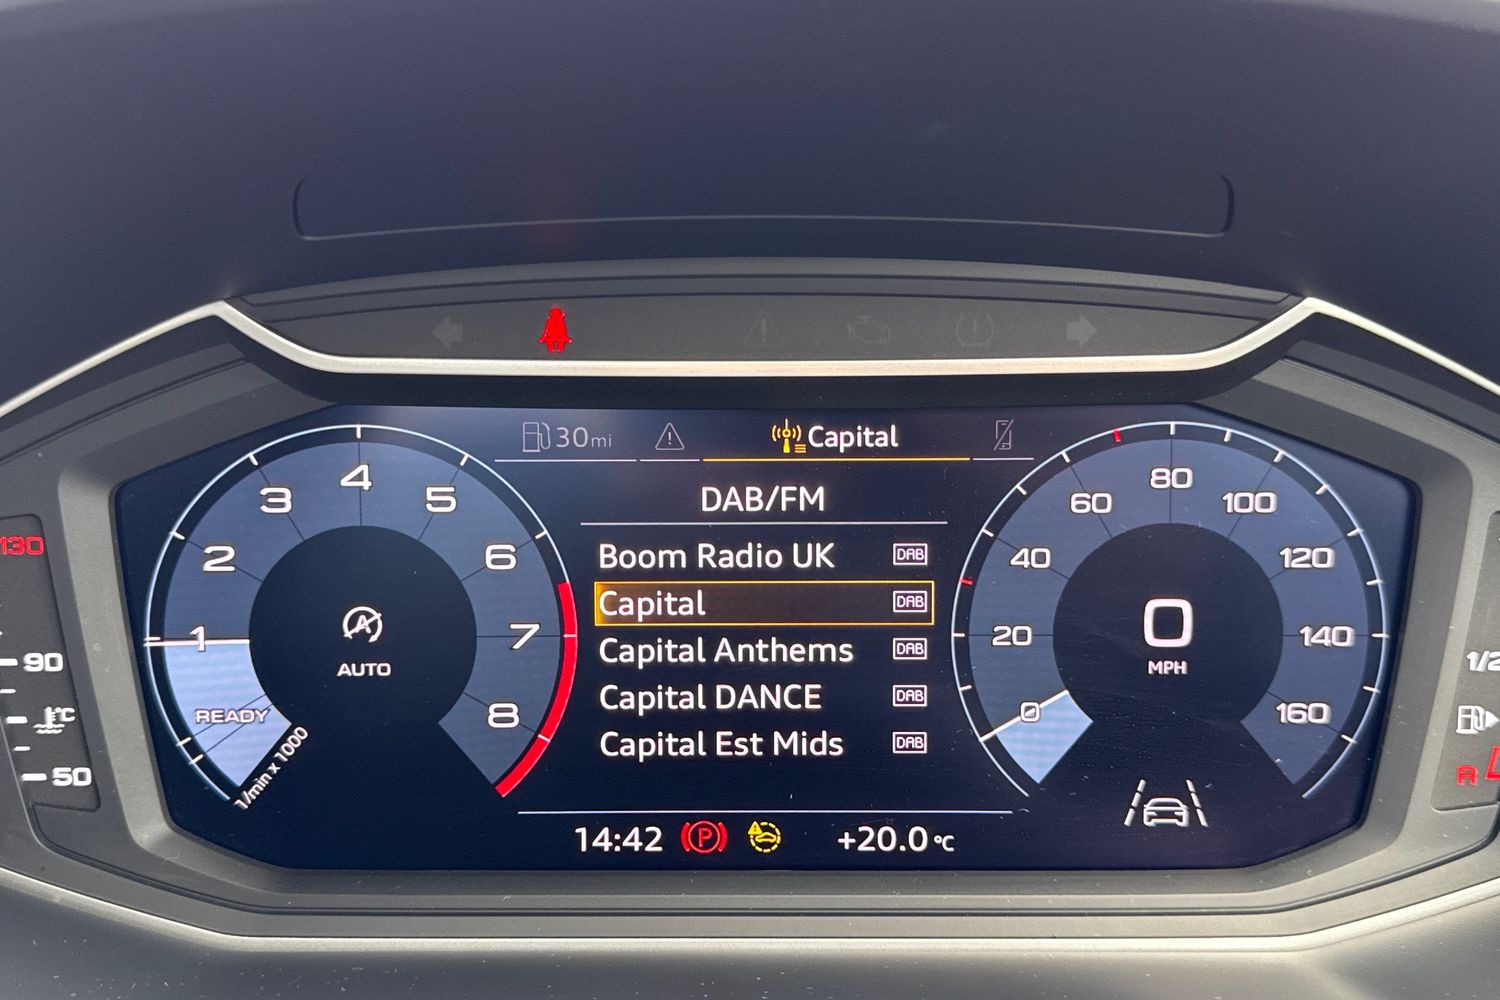 30mi
Capital
DAB/FM
Boom Radio UK DAB
Capital DAB
Capital Anthems DAB
Capital DANCE DAB
Capital Est Mids DAB
14:42 P +20.0°C
1 2 3 4 5 6 7 8
A
AUTO
READY
1/min x 1000
0 20 40 60 80 100 120 140 160
0
MPH
130
90
°C
50
1/2
R